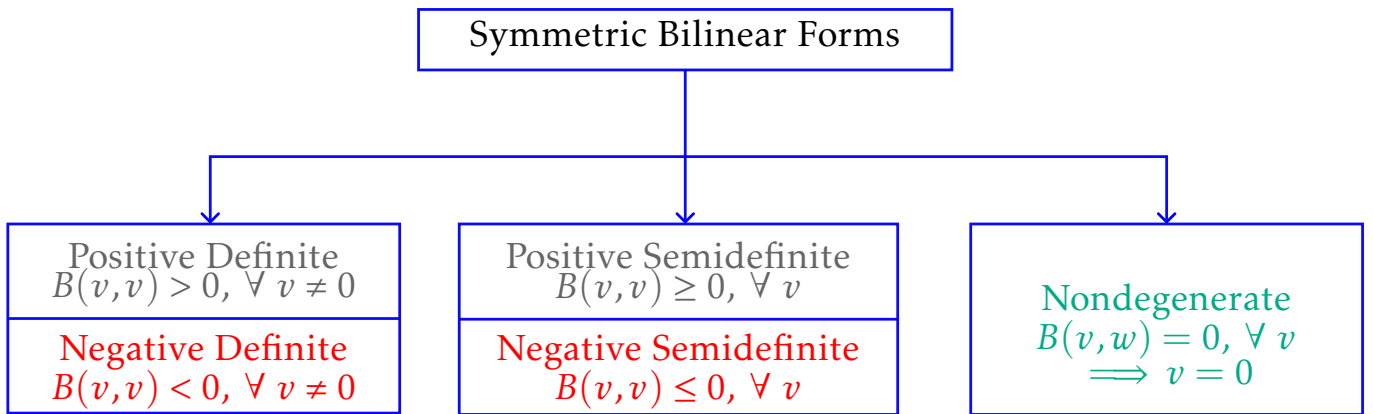 Symmetric Bilinear Forms
Positive Definite
B(v,v) > 0, ∀ v ≠ 0
Negative Definite
B(v,v) < 0, ∀ v ≠ 0
Positive Semidefinite
B(v,v) ≥ 0, ∀ v
Negative Semidefinite
B(v,v) ≤ 0, ∀ v
Nondegenerate
B(v,w) = 0, ∀ v
⟹ v = 0